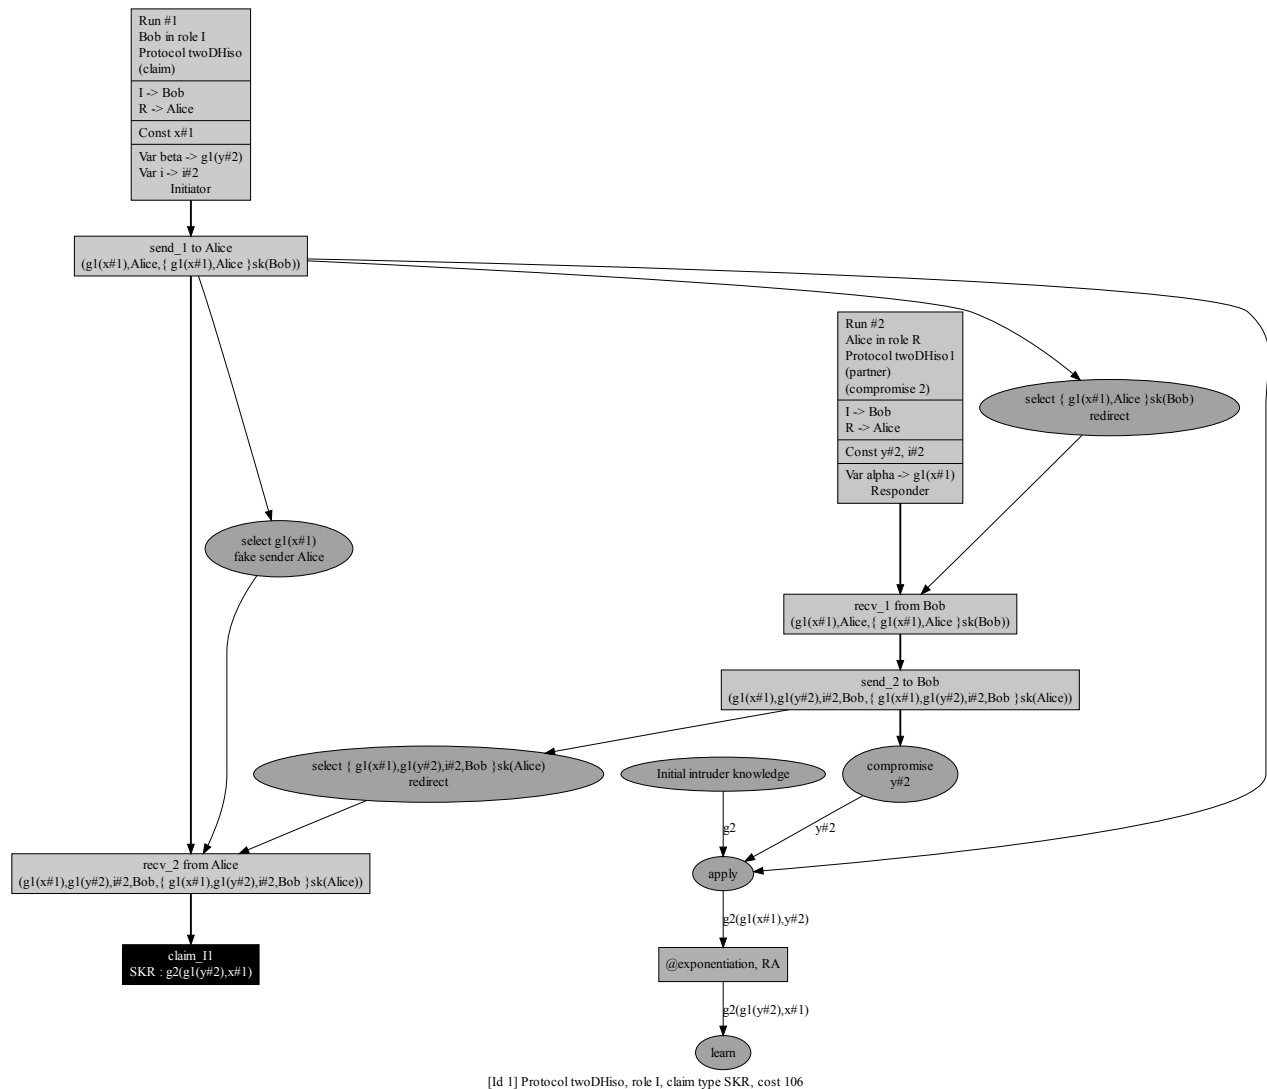 Run #1
Bob in role I
Protocol twoDHiso
(claim)
I -> Bob
R -> Alice
Const x#1
Var beta -> g1(y#2)
Var i -> i#2
Initiator
send_1 to Alice
(g1(x#1),Alice,{ g1(x#1),Alice }sk(Bob))
Run #2
Alice in role R
Protocol twoDHiso1
(partner)
(compromise 2)
I -> Bob
R -> Alice
Const y#2, i#2
Var alpha -> g1(x#1)
Responder
select { g1(x#1),Alice }sk(Bob)
redirect
select g1(x#1)
fake sender Alice
recv_1 from Bob
(g1(x#1),Alice,{ g1(x#1),Alice }sk(Bob))
send_2 to Bob
(g1(x#1),g1(y#2),i#2,Bob,{ g1(x#1),g1(y#2),i#2,Bob }sk(Alice))
select { g1(x#1),g1(y#2),i#2,Bob }sk(Alice)
redirect
Initial intruder knowledge
compromise
y#2
g2
y#2
recv_2 from Alice
(g1(x#1),g1(y#2),i#2,Bob,{ g1(x#1),g1(y#2),i#2,Bob }sk(Alice))
apply
g2(g1(x#1),y#2)
claim_I1
SKR : g2(g1(y#2),x#1)
@exponentiation, RA
g2(g1(y#2),x#1)
learn
[Id 1] Protocol twoDHiso, role I, claim type SKR, cost 106